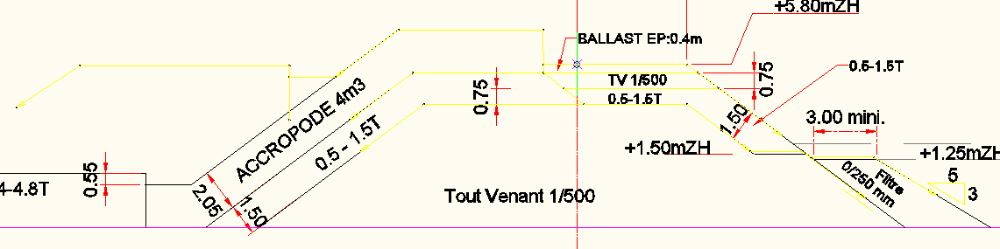 +5.80mZH
BALLAST EP:0.4m
0.5-1.5T
TV 1/500
0.75
0.5-1.5T
0.75
ACCROPODE 4m3
0.5 - 1.5T
1.50
3.00 mini.
+1.50mZH
+1.25mZH
0.55
4-4.8T
2.05
1.50
Tout Venant 1/500
Filtre
0/250 mm
5
3